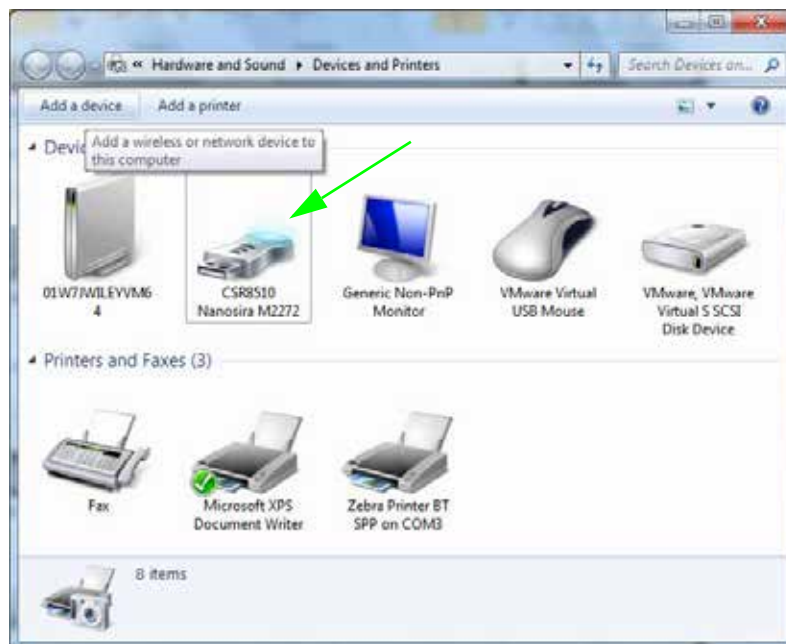 « Hardware and Sound ▸ Devices and Printers
Search Devices an...
Add a device Add a printer
Add a wireless or network device to
this computer
01W7JWILEYVM6
4
CSR8510
Nanosira M2272
Generic Non-PnP
Monitor
VMware Virtual
USB Mouse
VMware, VMware
Virtual S SCSI
Disk Device
Printers and Faxes (3)
Fax
Microsoft XPS
Document Writer
Zebra Printer BT
SPP on COM3
8 items